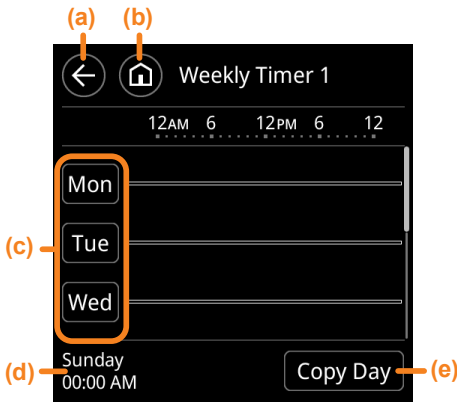 (a) (b)
Weekly Timer 1
12AM 6 12PM 6 12
Mon
(c) Tue
Wed
(d) Sunday
00:00 AM
Copy Day (e)